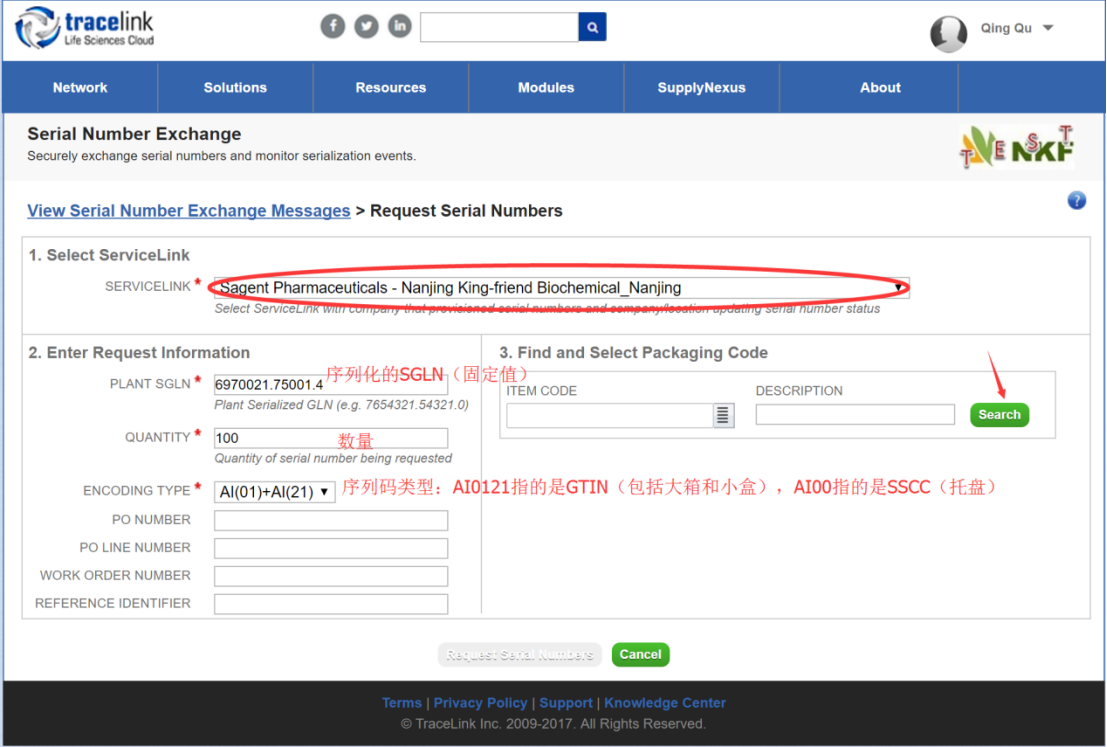 tracelink
Life Sciences Cloud
Qing Qu
Network Solutions Resources Modules SupplyNexus About
Serial Number Exchange
Securely exchange serial numbers and monitor serialization events.
TVENSKFT
View Serial Number Exchange Messages > Request Serial Numbers
?
1. Select ServiceLink
SERVICELINK * Sagent Pharmaceuticals - Nanjing King-friend Biochemical_Nanjing
Select ServiceLink with company that provisioned serial numbers and company/location updating serial number status
2. Enter Request Information
PLANT SGLN * 6970021.75001.4 序列化的SGLN（固定值）
Plant Serialized GLN (e.g. 7654321.54321.0)
QUANTITY * 100 数量
Quantity of serial number being requested
ENCODING TYPE * AI(01)+AI(21) 序列码类型：AI0121指的是GTIN（包括大箱和小盒），AI00指的是SSCC（托盘）
PO NUMBER
PO LINE NUMBER
WORK ORDER NUMBER
REFERENCE IDENTIFIER
3. Find and Select Packaging Code
ITEM CODE DESCRIPTION
Search
Request Serial Numbers Cancel
Terms | Privacy Policy | Support | Knowledge Center
© TraceLink Inc. 2009-2017. All Rights Reserved.